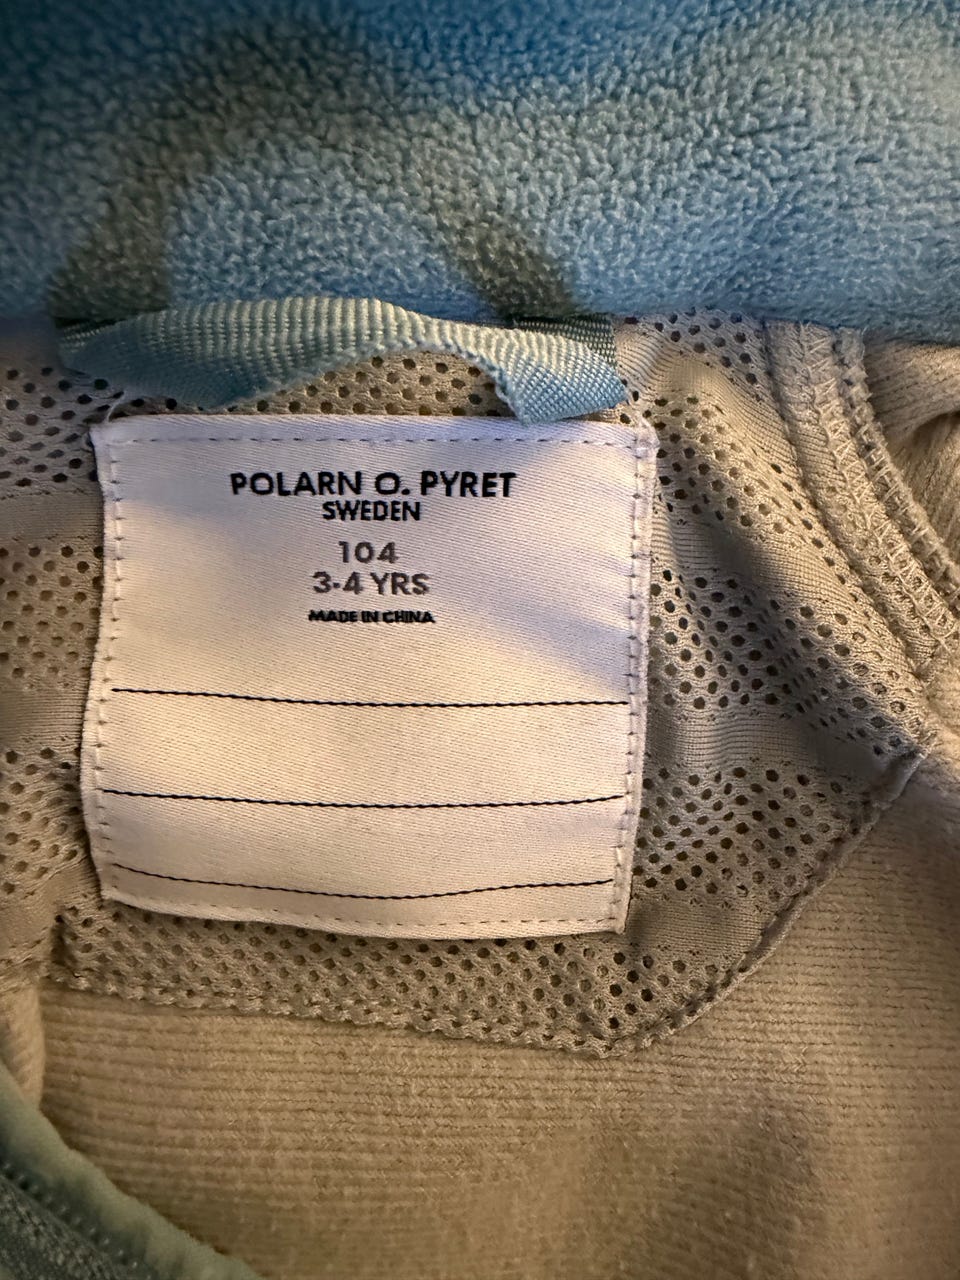 POLARN O. PYRET
SWEDEN
104
3-4 YRS
MADE IN CHINA